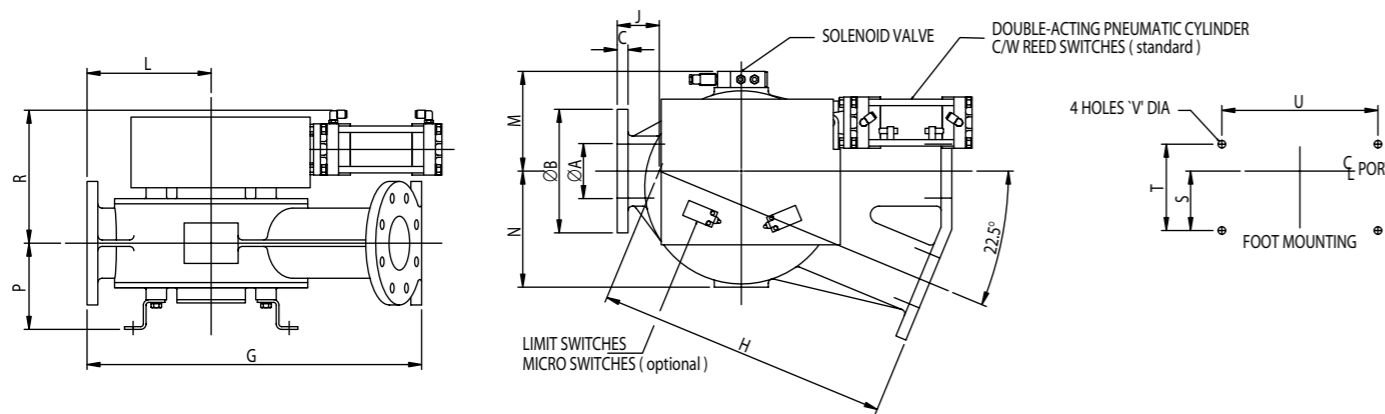 L
R
P
G
J
C
SOLENOID VALVE
DOUBLE-ACTING PNEUMATIC CYLINDER
C/W REED SWITCHES ( standard )
M
ØB
ØA
N
22.5°
H
LIMIT SWITCHES
MICRO SWITCHES ( optional )
4 HOLES `V' DIA
U
T
S
CL POR
FOOT MOUNTING